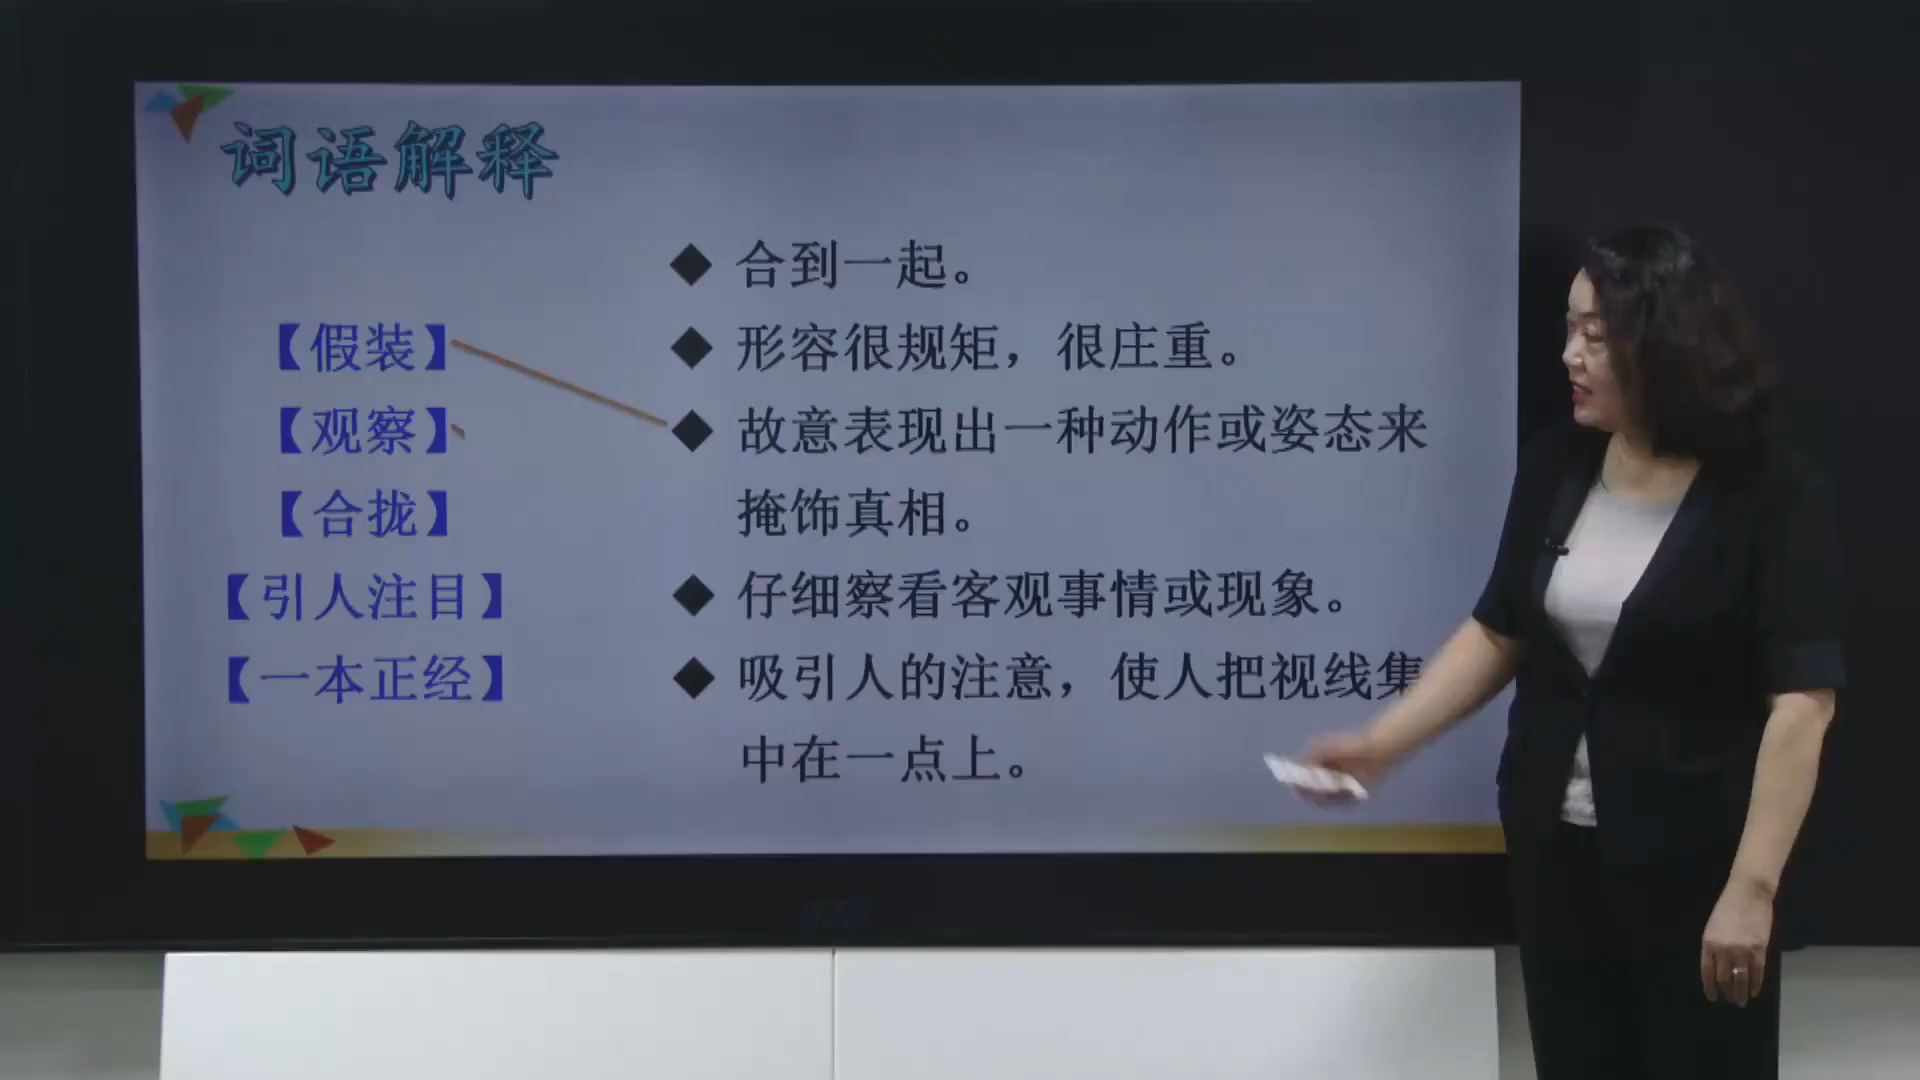 词语解释
◆ 合到一起。
【假装】
◆ 形容很规矩，很庄重。
【观察】
◆ 故意表现出一种动作或姿态来
【合拢】
掩饰真相。
【引人注目】
◆ 仔细察看客观事情或现象。
【一本正经】
◆ 吸引人的注意，使人把视线集
中在一点上。